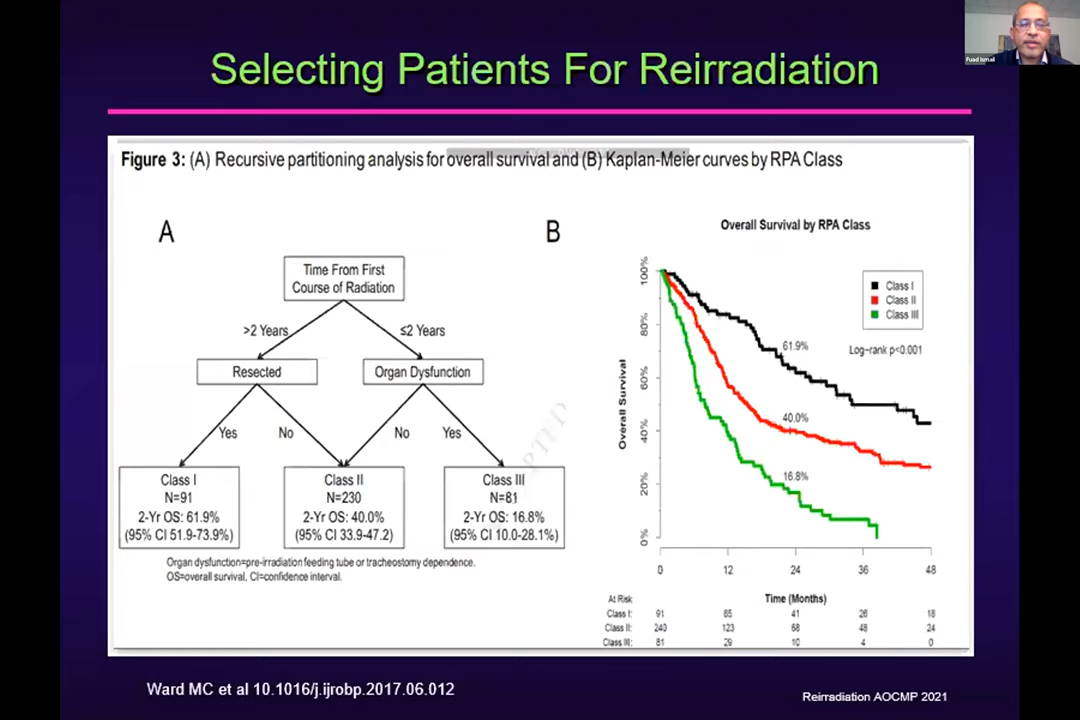 Selecting Patients For Reirradiation
Fuad Ismail
Figure 3: (A) Recursive partitioning analysis for overall survival and (B) Kaplan-Meier curves by RPA Class
A
Time From First
Course of Radiation
>2 Years
≤2 Years
Resected
Organ Dysfunction
Yes
No
No
Yes
Class I
N=91
2-Yr OS: 61.9%
(95% CI 51.9-73.9%)
Class II
N=230
2-Yr OS: 40.0%
(95% CI 33.9-47.2)
Class III
N=81
2-Yr OS: 16.8%
(95% CI 10.0-28.1%)
Organ dysfunction=pre-irradiation feeding tube or tracheostomy dependence.
OS=overall survival, CI=confidence interval.
B
Overall Survival by RPA Class
Overall Survival
100%
80%
60%
40%
20%
0%
Class I
Class II
Class III
Log-rank p<0.001
61.9%
40.0%
16.8%
0 12 24 36 48
Time (Months)
At Risk
Class I: 91 65 41 26 18
Class II: 240 123 68 48 24
Class III: 81 29 10 4 0
Ward MC et al 10.1016/j.ijrobp.2017.06.012
Reirradiation AOCMP 2021